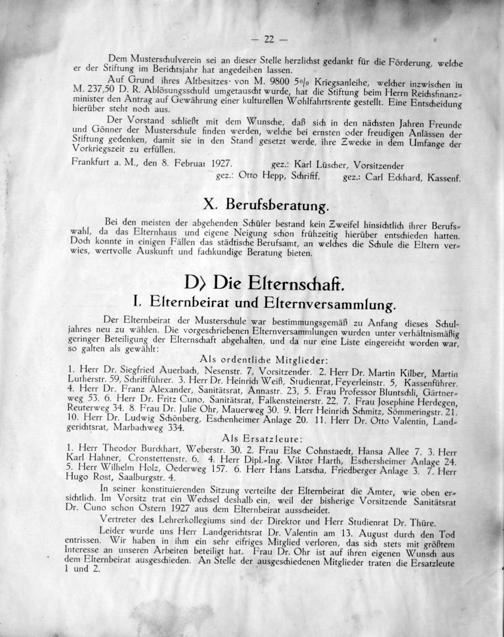 — 22 —
Dem Musterschulverein sei an dieser Stelle herzlichst gedankt für die Förderung, welche
er der Stiftung im Berichtsjahr hat angedeihen lassen.
Auf Grund ihres Altbesitzes von M. 9800 5% Kriegsanleihe, welcher inzwischen in
M. 237,50 D. R. Ablösungsschuld umgetauscht wurde, hat die Stiftung beim Herrn Reichsfinanz-
minister den Antrag auf Gewährung einer kulturellen Wohlfahrtsrente gestellt. Eine Entscheidung
hierüber steht noch aus.
Der Vorstand schließt mit dem Wunsche, daß sich in den nächsten Jahren Freunde
und Gönner der Musterschule finden werden, welche bei ernsten oder freudigen Anlässen der
Stiftung gedenken, damit sie in den Stand gesetzt werde, ihre Zwecke in dem Umfange der
Vorkriegszeit zu erfüllen.
Frankfurt a. M., den 8. Februar 1927. gez.: Karl Lüscher, Vorsitzender
gez.: Otto Hepp, Schriftf. gez.: Carl Eckhard, Kassenf.
X. Berufsberatung.
Bei den meisten der abgehenden Schüler bestand kein Zweifel hinsichtlich ihrer Berufs-
wahl, da das Elternhaus und eigene Neigung schon frühzeitig hierüber entschieden hatten.
Doch konnte in einigen Fällen das städtische Berufsamt, an welches die Schule die Eltern ver-
wies, wertvolle Auskunft und fachkundige Beratung bieten.
D) Die Elternschaft.
I. Elternbeirat und Elternversammlung.
Der Elternbeirat der Musterschule war bestimmungsgemäß zu Anfang dieses Schul-
jahres neu zu wählen. Die vorgeschriebenen Elternversammlungen wurden unter verhältnismäßig
geringer Beteiligung der Elternschaft abgehalten, und da nur eine Liste eingereicht worden war,
so galten als gewählt:
Als ordentliche Mitglieder:
1. Herr Dr. Siegfried Auerbach, Nesenstr. 7, Vorsitzender. 2. Herr Dr. Martin Kilber, Martin
Lutherstr. 59, Schriftführer. 3. Herr Dr. Heinrich Weiß, Studienrat, Feyerleinstr. 5, Kassenführer.
4. Herr Dr. Franz Alexander, Sanitätsrat, Annastr. 23, 5. Frau Professor Bluntschli, Gärtner-
weg 53. 6. Herr Dr. Fritz Cuno, Sanitätsrat, Falkensteinerstr. 22. 7. Frau Josephine Herdegen,
Reuterweg 34. 8. Frau Dr. Julie Ohr, Mauerweg 30. 9. Herr Heinrich Schmitz, Sömmeringstr. 21.
10. Herr Dr. Ludwig Schönberg, Eschenheimer Anlage 20. 11. Herr Dr. Otto Valentin, Land-
gerichtsrat, Marbachweg 334.
Als Ersatzleute:
1. Herr Theodor Burkhart, Weberstr. 30. 2. Frau Else Cohnstaedt, Hansa Allee 7. 3. Herr
Karl Hahner, Cronstettenstr. 6. 4. Herr Dipl.-Ing. Viktor Harth, Eschersheimer Anlage 24.
5. Herr Wilhelm Holz, Oederweg 157. 6. Herr Hans Latscha, Friedberger Anlage 3. 7. Herr
Hugo Rost, Saalburgstr. 4.
In seiner konstituierenden Sitzung verteilte der Elternbeirat die Ämter, wie oben er-
sichtlich. Im Vorsitz trat ein Wechsel deshalb ein, weil der bisherige Vorsitzende Sanitätsrat
Dr. Cuno schon Ostern 1927 aus dem Elternbeirat ausscheidet.
Vertreter des Lehrerkollegiums sind der Direktor und Herr Studienrat Dr. Thüre.
Leider wurde uns Herr Landgerichtsrat Dr. Valentin am 13. August durch den Tod
entrissen. Wir haben in ihm ein sehr eifriges Mitglied verloren, das sich stets mit größtem
Interesse an unseren Arbeiten beteiligt hat. Frau Dr. Ohr ist auf ihren eigenen Wunsch aus
dem Elternbeirat ausgeschieden. An Stelle der ausgeschiedenen Mitglieder traten die Ersatzleute
1 und 2.